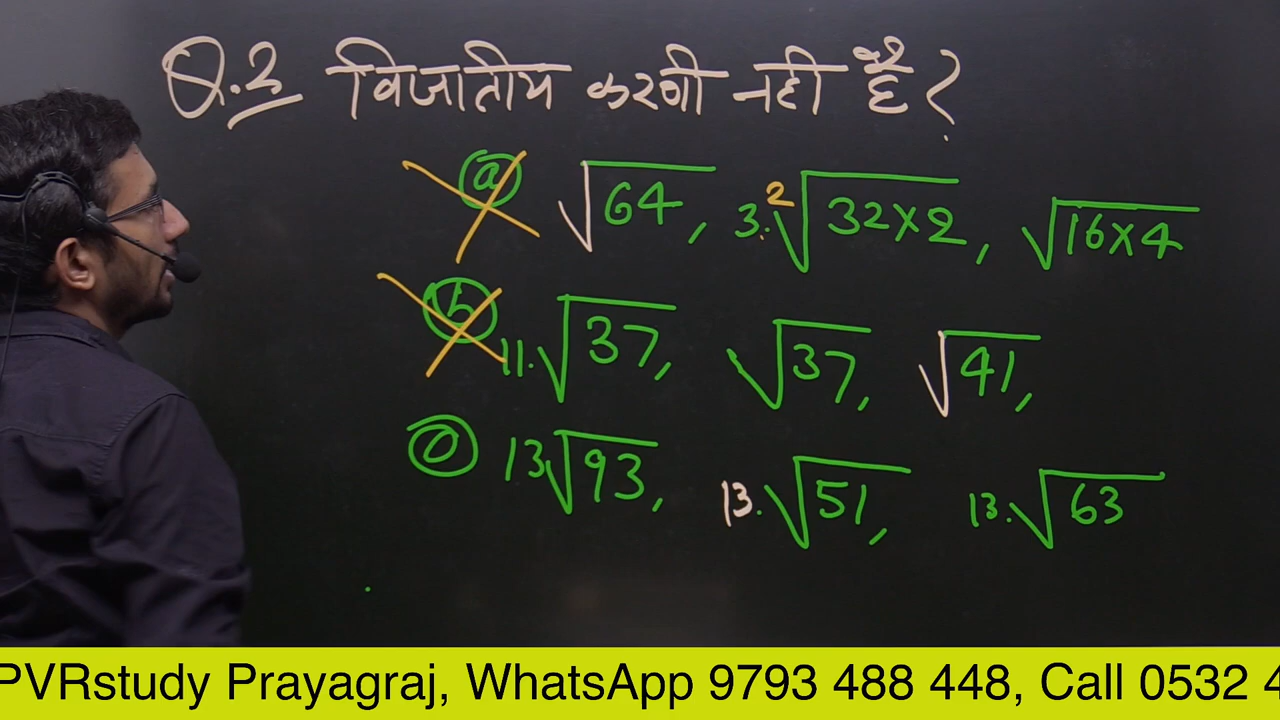 Q.2 विजातीय करणी नही है ?
(a) √64, 3.²√32×2, √16×4
(b) 11.√37, √37, √41,
(c) 13√93, 13.√51, 13.√63
PVRstudy Prayagraj, WhatsApp 9793 488 448, Call 0532 4